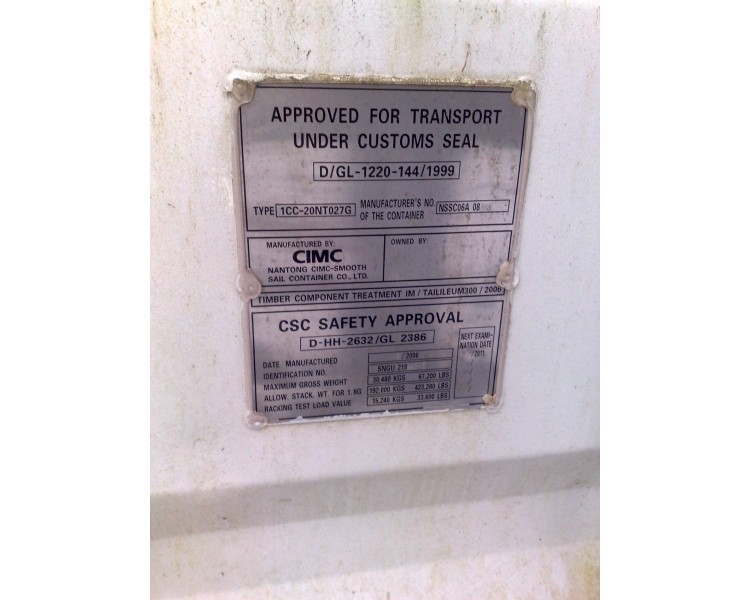 APPROVED FOR TRANSPORT
UNDER CUSTOMS SEAL
D/GL-1220-144/1999
TYPE 1CC-20NT027G MANUFACTURER'S NO. OF THE CONTAINER NSSC06A 08
MANUFACTURED BY:
CIMC
NANTONG CIMC-SMOOTH
SAIL CONTAINER CO., LTD.
OWNED BY:
TIMBER COMPONENT TREATMENT IM / TAILILEUM300 / 2006
CSC SAFETY APPROVAL
D-HH-2632/GL 2386
DATE MANUFACTURED /2006
IDENTIFICATION NO. SNGU 210
MAXIMUM GROSS WEIGHT 30,480 KGS 67,200 LBS
ALLOW. STACK. WT. FOR 1.8G 192,000 KGS 423,280 LBS
RACKING TEST LOAD VALUE 15,240 KGS 33,600 LBS
NEXT EXAMI-
NATION DATE
/2011